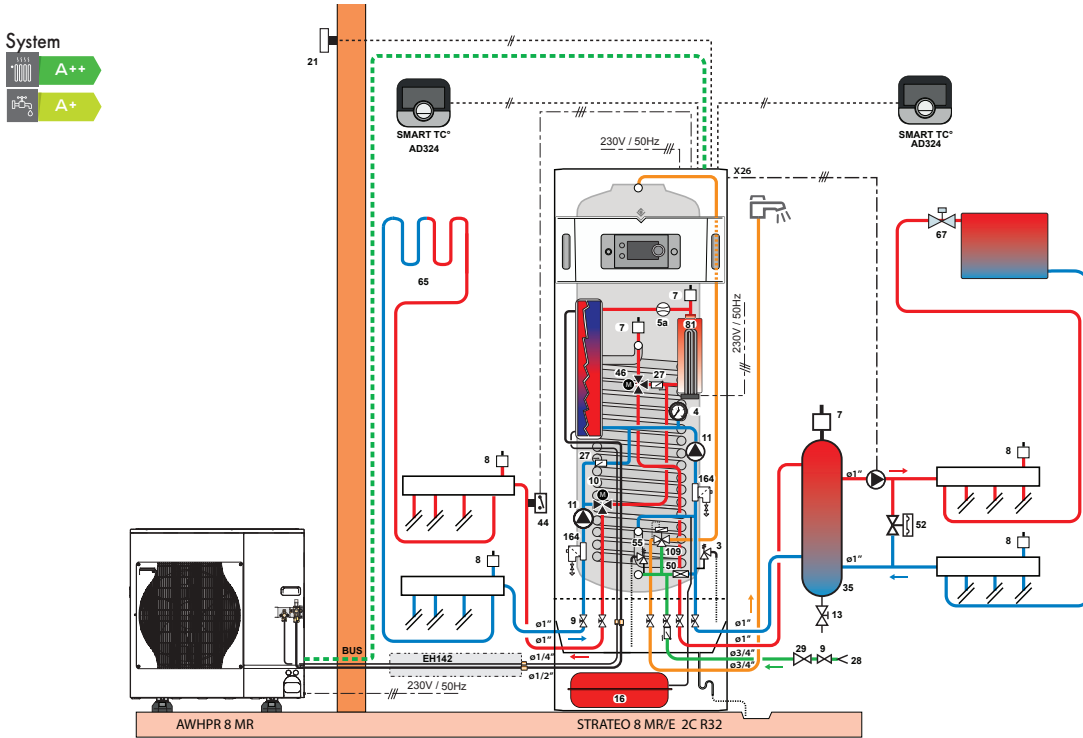 System
A++
A+
21
SMART TC°
AD324
230V / 50Hz
SMART TC°
AD324
X26
67
65
7
7
5a
81
230V / 50Hz
46
M
27
4
11
7
8
27
10
M
164
ø1"
8
44
11
52
164
55
3
109
50
8
8
35
ø1"
13
9
ø1"
ø1"
ø1"
ø1"
BUS
EH142
ø1/4"
ø1/2"
ø3/4"
ø3/4"
29
9
28
230V / 50Hz
16
AWHPR 8 MR
STRATEO 8 MR/E 2C R32